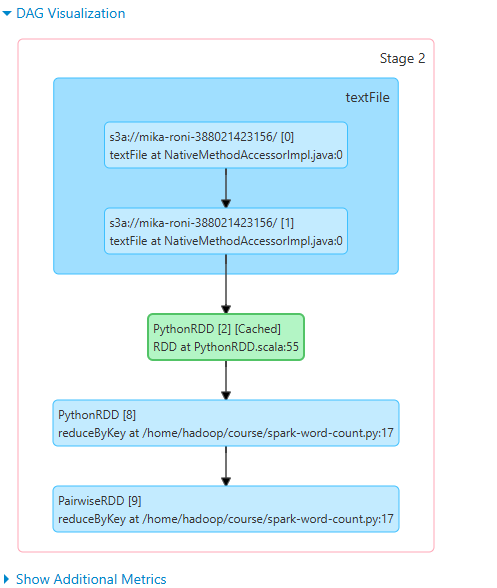 DAG Visualization
Stage 2
textFile
s3a://mika-roni-388021423156/ [0]
textFile at NativeMethodAccessorImpl.java:0
s3a://mika-roni-388021423156/ [1]
textFile at NativeMethodAccessorImpl.java:0
PythonRDD [2] [Cached]
RDD at PythonRDD.scala:55
PythonRDD [8]
reduceByKey at /home/hadoop/course/spark-word-count.py:17
PairwiseRDD [9]
reduceByKey at /home/hadoop/course/spark-word-count.py:17
Show Additional Metrics